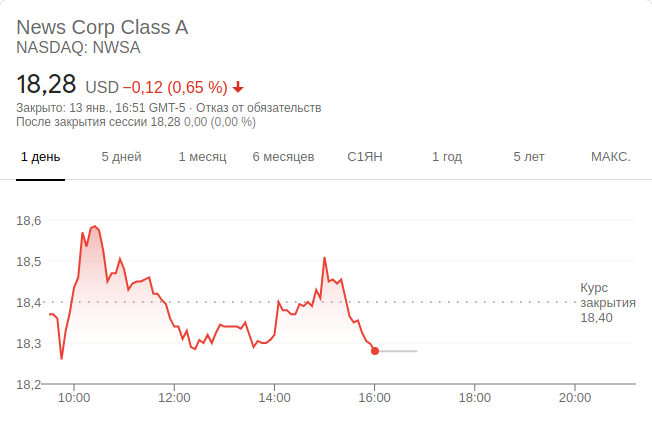 News Corp Class A
NASDAQ: NWSA
18,28 USD −0,12 (0,65 %)
Закрыто: 13 янв., 16:51 GMT-5 · Отказ от обязательств
После закрытия сессии 18,28 0,00 (0,00 %)
1 день 5 дней 1 месяц 6 месяцев С1ЯН 1 год 5 лет МАКС.
18,6
18,5
18,4
Курс
закрытия
18,40
18,3
18,2
10:00 12:00 14:00 16:00 18:00 20:00